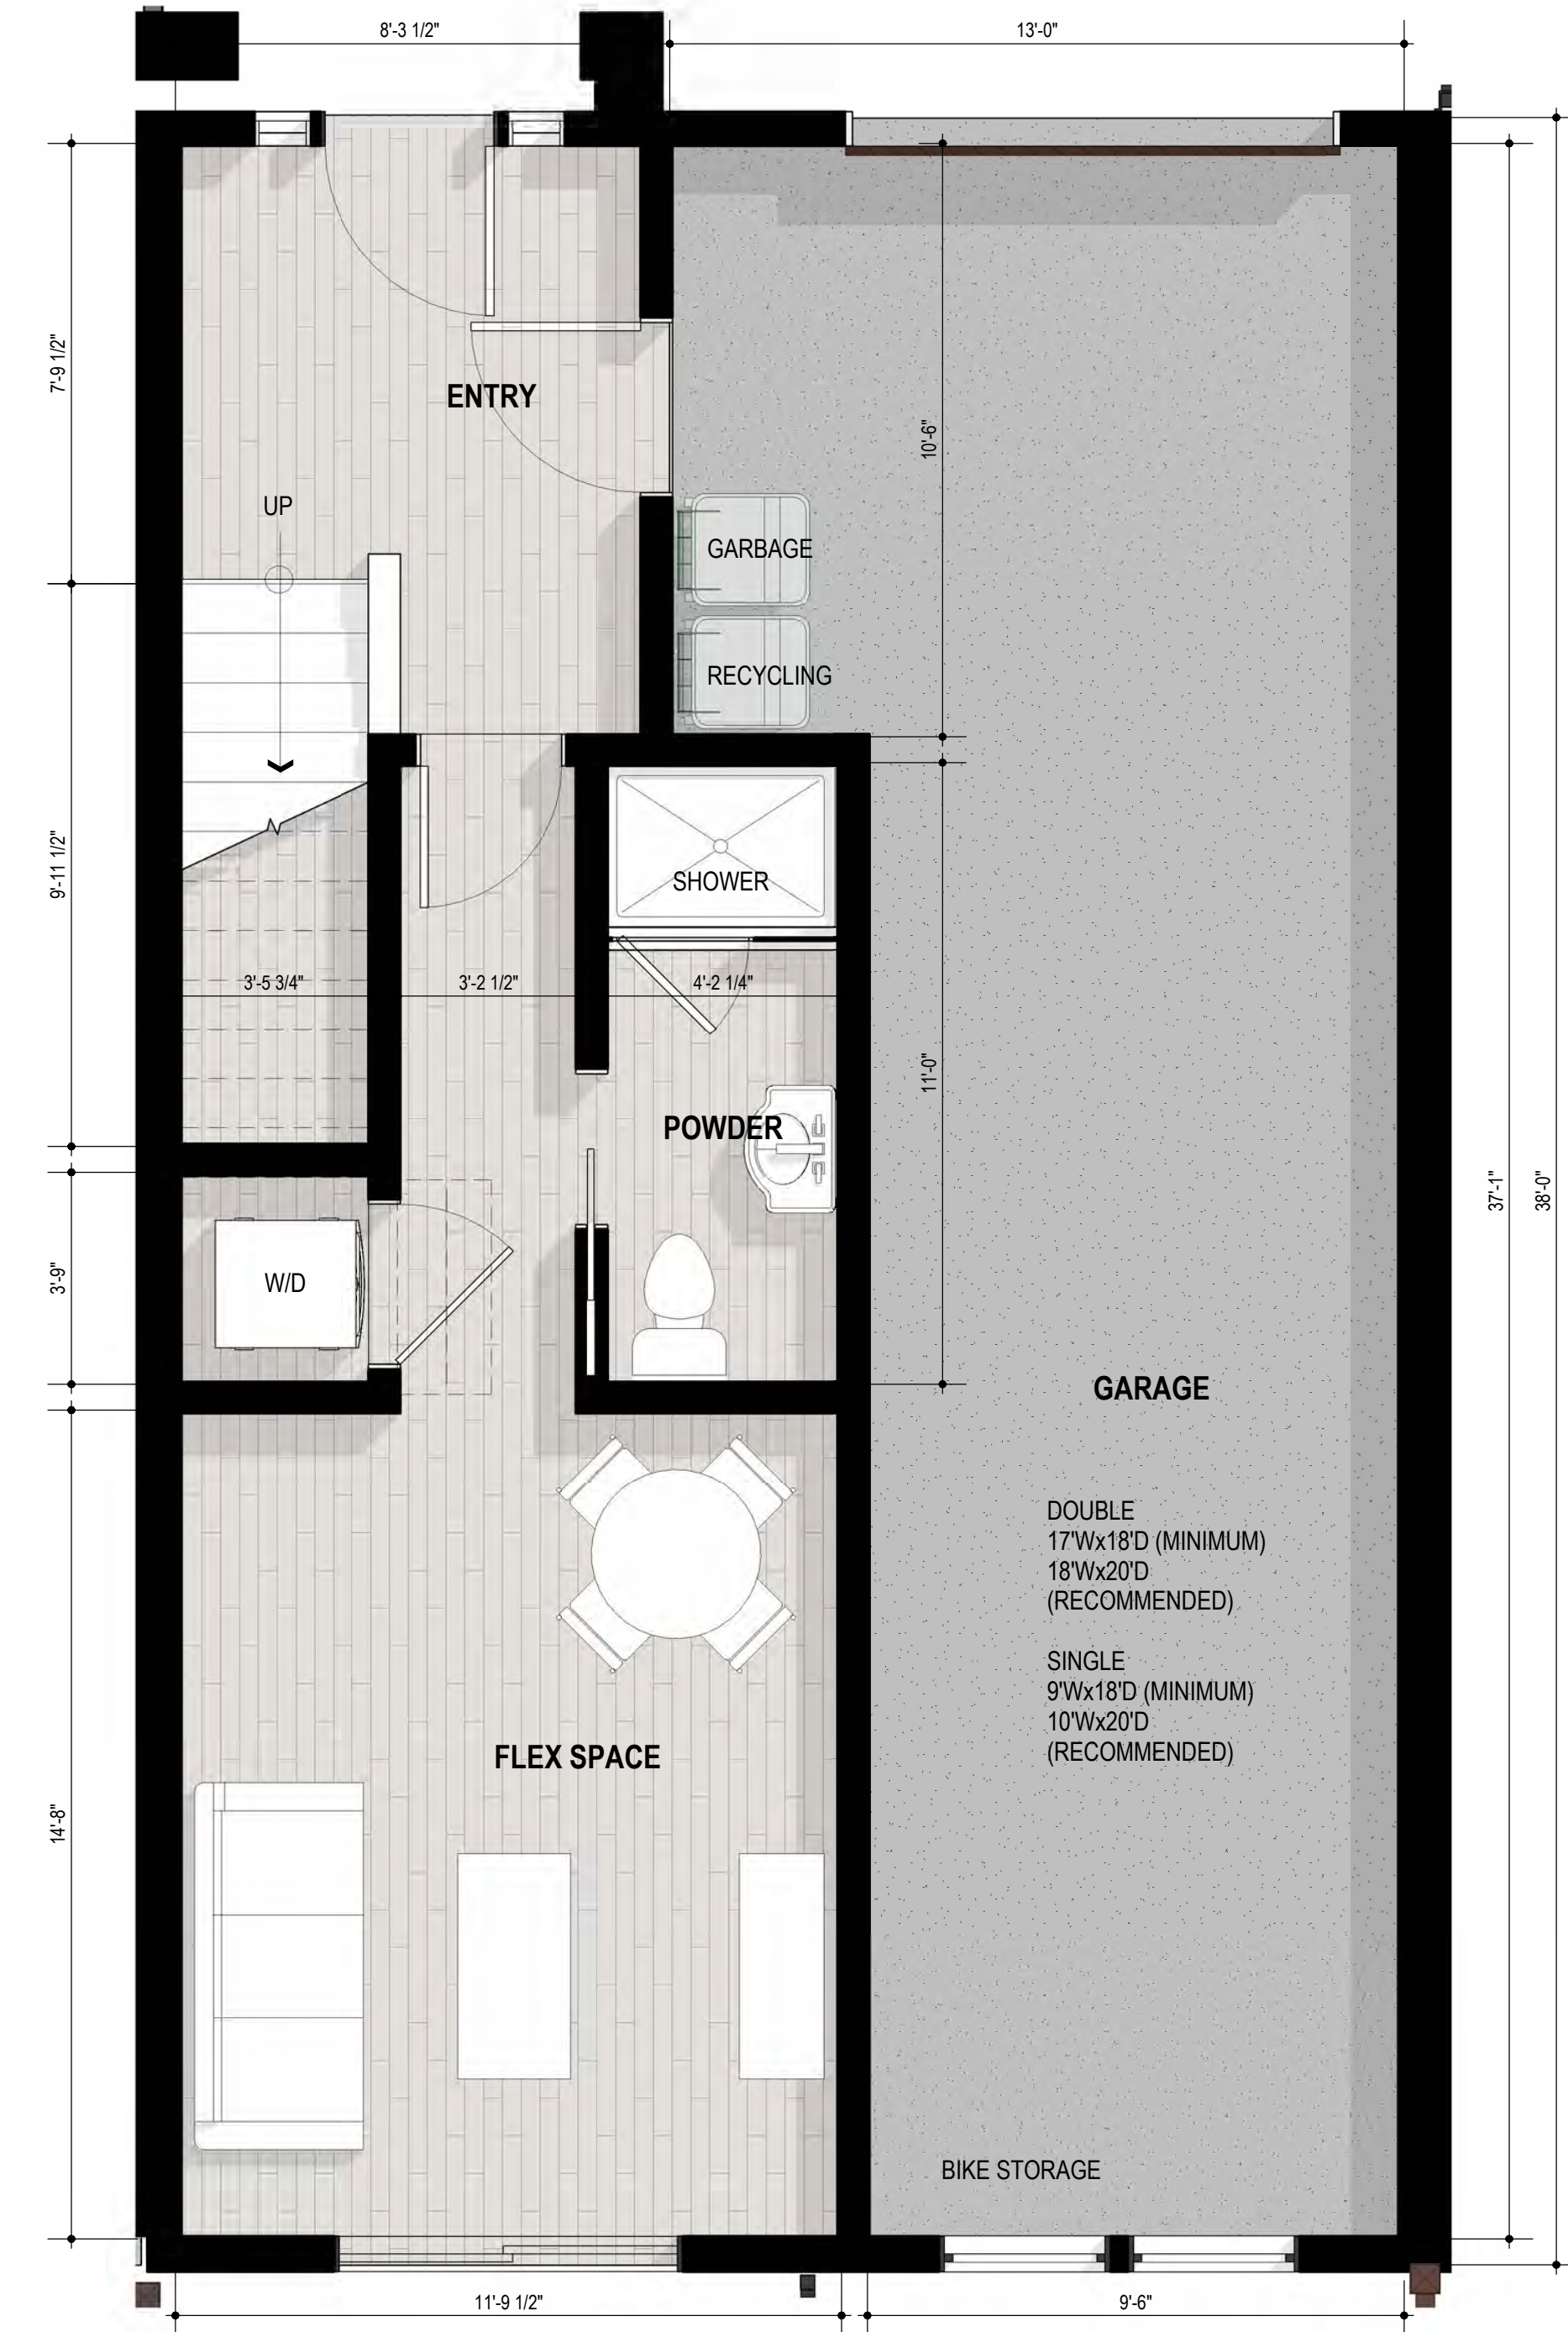 8'-3 1/2"
13'-0"
7'-9 1/2"
ENTRY
10'-6"
UP
GARBAGE
RECYCLING
9'-11 1/2"
SHOWER
3'-5 3/4"
3'-2 1/2"
4'-2 1/4"
11'-0"
POWDER
37'-1"
38'-0"
3'-9"
W/D
GARAGE
DOUBLE
17'Wx18'D (MINIMUM)
18'Wx20'D
(RECOMMENDED)
SINGLE
9'Wx18'D (MINIMUM)
10'Wx20'D
(RECOMMENDED)
FLEX SPACE
14'-8"
BIKE STORAGE
11'-9 1/2"
9'-6"